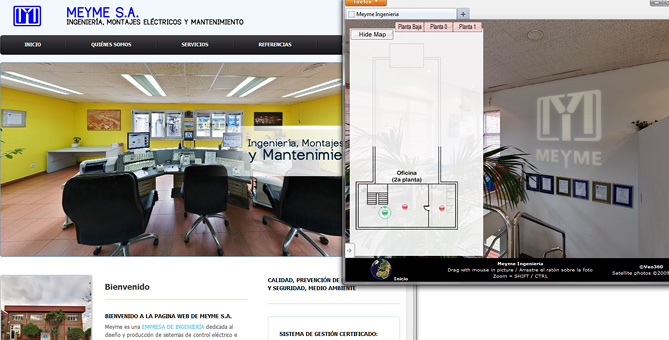 MEYME S.A.
INGENIERÍA, MONTAJES ELÉCTRICOS Y MANTENIMIENTO
INICIO
QUIÉNES SOMOS
SERVICIOS
REFERENCIAS
Ingeniería, Montajes
y Mantenimie
Bienvenido
BIENVENIDO A LA PAGINA WEB DE MEYME S.A.
Meyme es una EMPRESA DE INGENIERÍA dedicada al
diseño y producción de sistemas de control eléctrico e
CALIDAD, PREVENCIÓN DE
Y SEGURIDAD, MEDIO AMBIENTE
SISTEMA DE GESTIÓN CERTIFICADO:
Firefox
Meyme Ingenieria
Hide Map
Planta Baja
Planta 0
Planta 1
Oficina
(2a planta)
MEYME
Inicio
Meyme Ingenieria
Drag with mouse in picture / Arrastre el ratón sobre la foto
Zoom = SHIFT / CTRL
©Veo360
Satellite photos ©2009